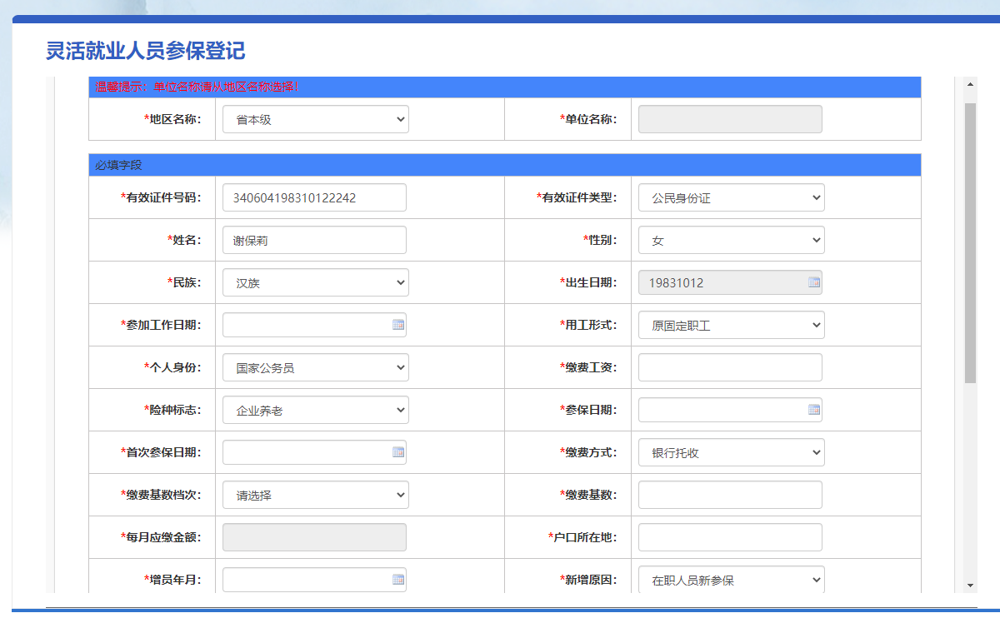 灵活就业人员参保登记
温馨提示：单位名称请从地区名称选择！
*地区名称： 省本级 *单位名称：
必填字段
*有效证件号码： 340604198310122242 *有效证件类型： 公民身份证
*姓名： 谢保莉 *性别： 女
*民族： 汉族 *出生日期： 19831012
*参加工作日期： *用工形式： 原固定职工
*个人身份： 国家公务员 *缴费工资：
*险种标志： 企业养老 *参保日期：
*首次参保日期： *缴费方式： 银行托收
*缴费基数档次： 请选择 *缴费基数：
*每月应缴金额： *户口所在地：
*增员年月： *新增原因： 在职人员新参保